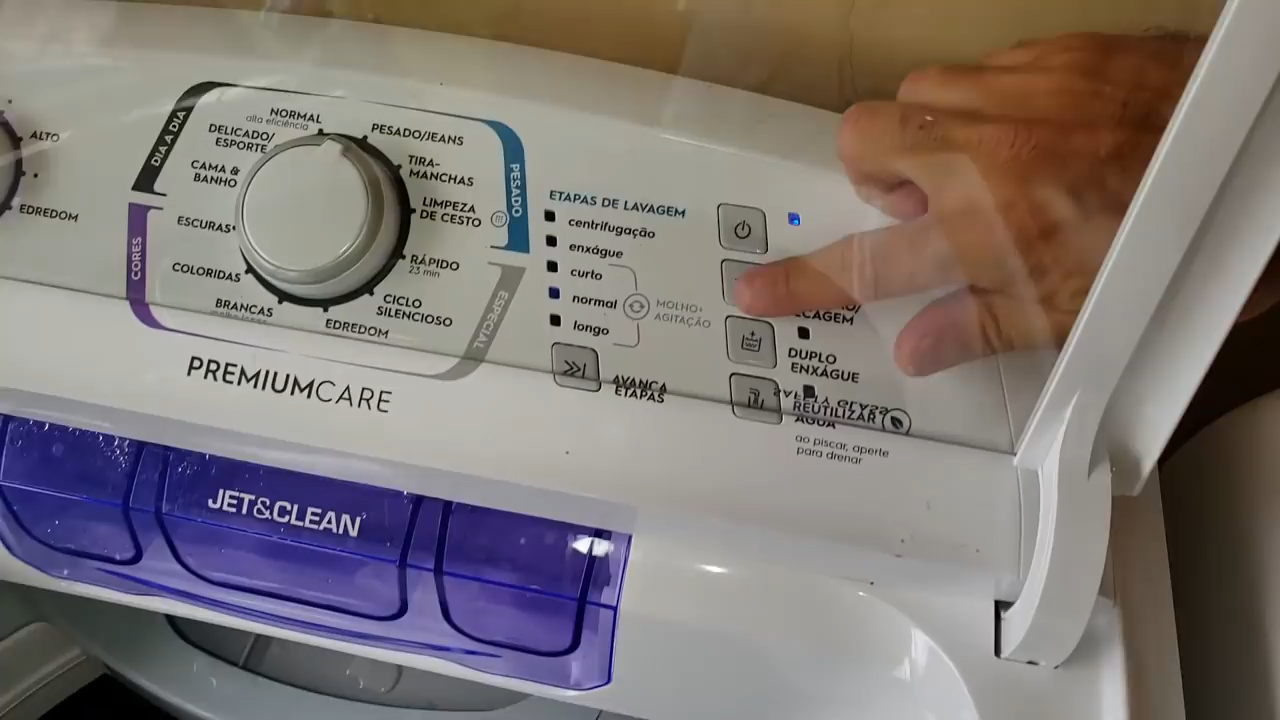 ALTO
EDREDOM
DIA A DIA
NORMAL
alta eficiência
DELICADO/
ESPORTE
CAMA &
BANHO
CORES
ESCURAS
COLORIDAS
BRANCAS
PESADO
PESADO/JEANS
TIRA-
MANCHAS
LIMPEZA
DE CESTO
ESPECIAL
RÁPIDO
23 min
CICLO
SILENCIOSO
EDREDOM
PREMIUMCARE
ETAPAS DE LAVAGEM
centrifugação
enxágue
curto
normal
longo
MOLHO+
AGITAÇÃO
AVANÇA
ETAPAS
DUPLO
ENXÁGUE
REUTILIZAR
ÁGUA
ao piscar, aperte
para drenar
JET&CLEAN